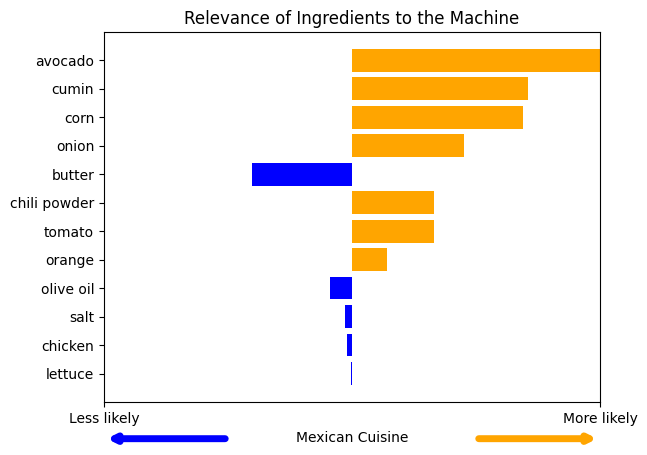 Relevance of Ingredients to the Machine
avocado
cumin
corn
onion
butter
chili powder
tomato
orange
olive oil
salt
chicken
lettuce
Less likely More likely
Mexican Cuisine